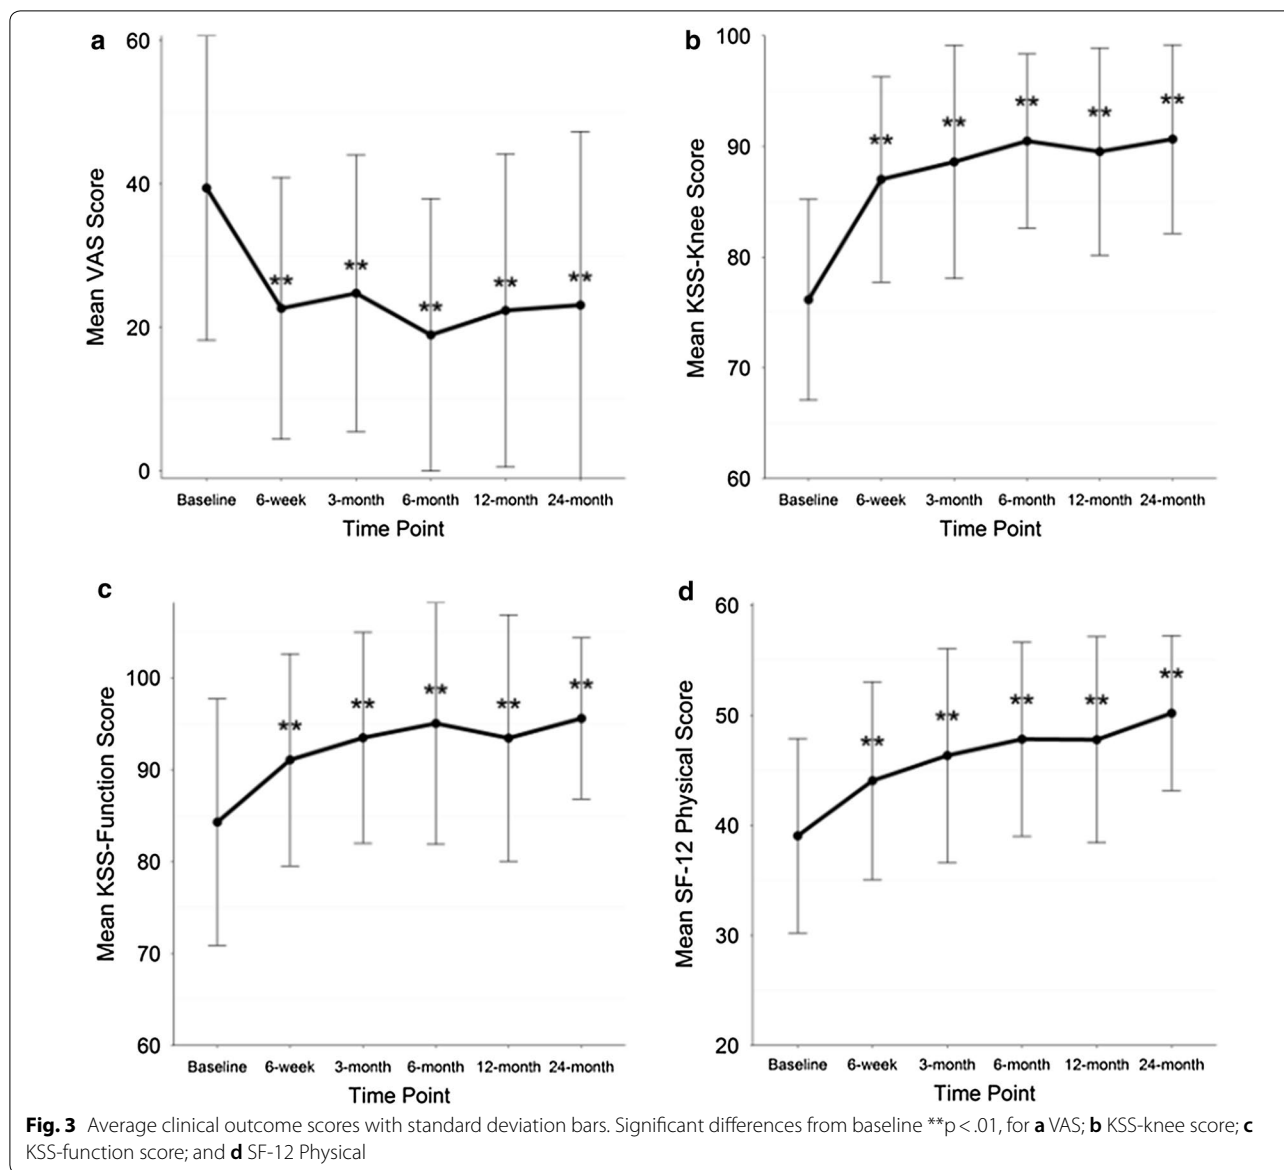 a
60
40
20
0
Mean VAS Score
** ** ** ** **
Baseline 6-week 3-month 6-month 12-month 24-month
Time Point
b
100
90
80
70
60
Mean KSS-Knee Score
** ** ** ** **
Baseline 6-week 3-month 6-month 12-month 24-month
Time Point
c
100
90
80
70
60
Mean KSS-Function Score
** ** ** ** **
Baseline 6-week 3-month 6-month 12-month 24-month
Time Point
d
60
50
40
30
20
Mean SF-12 Physical Score
** ** ** ** **
Baseline 6-week 3-month 6-month 12-month 24-month
Time Point
Fig. 3 Average clinical outcome scores with standard deviation bars. Significant differences from baseline **p < .01, for a VAS; b KSS-knee score; c
KSS-function score; and d SF-12 Physical